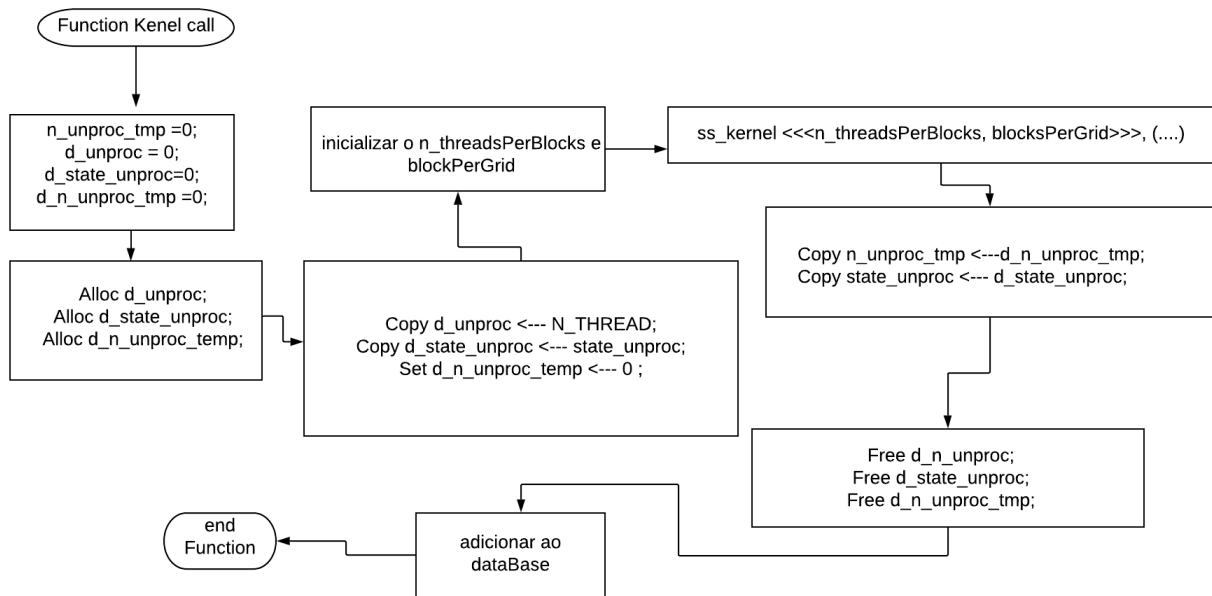 Function Kenel call
n_unproc_tmp =0;
d_unproc = 0;
d_state_unproc=0;
d_n_unproc_tmp =0;
Alloc d_unproc;
Alloc d_state_unproc;
Alloc d_n_unproc_temp;
Copy d_unproc <--- N_THREAD;
Copy d_state_unproc <--- state_unproc;
Set d_n_unproc_temp <--- 0 ;
inicializar o n_threadsPerBlocks e
blockPerGrid
ss_kernel <<<n_threadsPerBlocks, blocksPerGrid>>>, (....)
Copy n_unproc_tmp <---d_n_unproc_tmp;
Copy state_unproc <--- d_state_unproc;
Free d_n_unproc;
Free d_state_unproc;
Free d_n_unproc_tmp;
adicionar ao
dataBase
end
Function